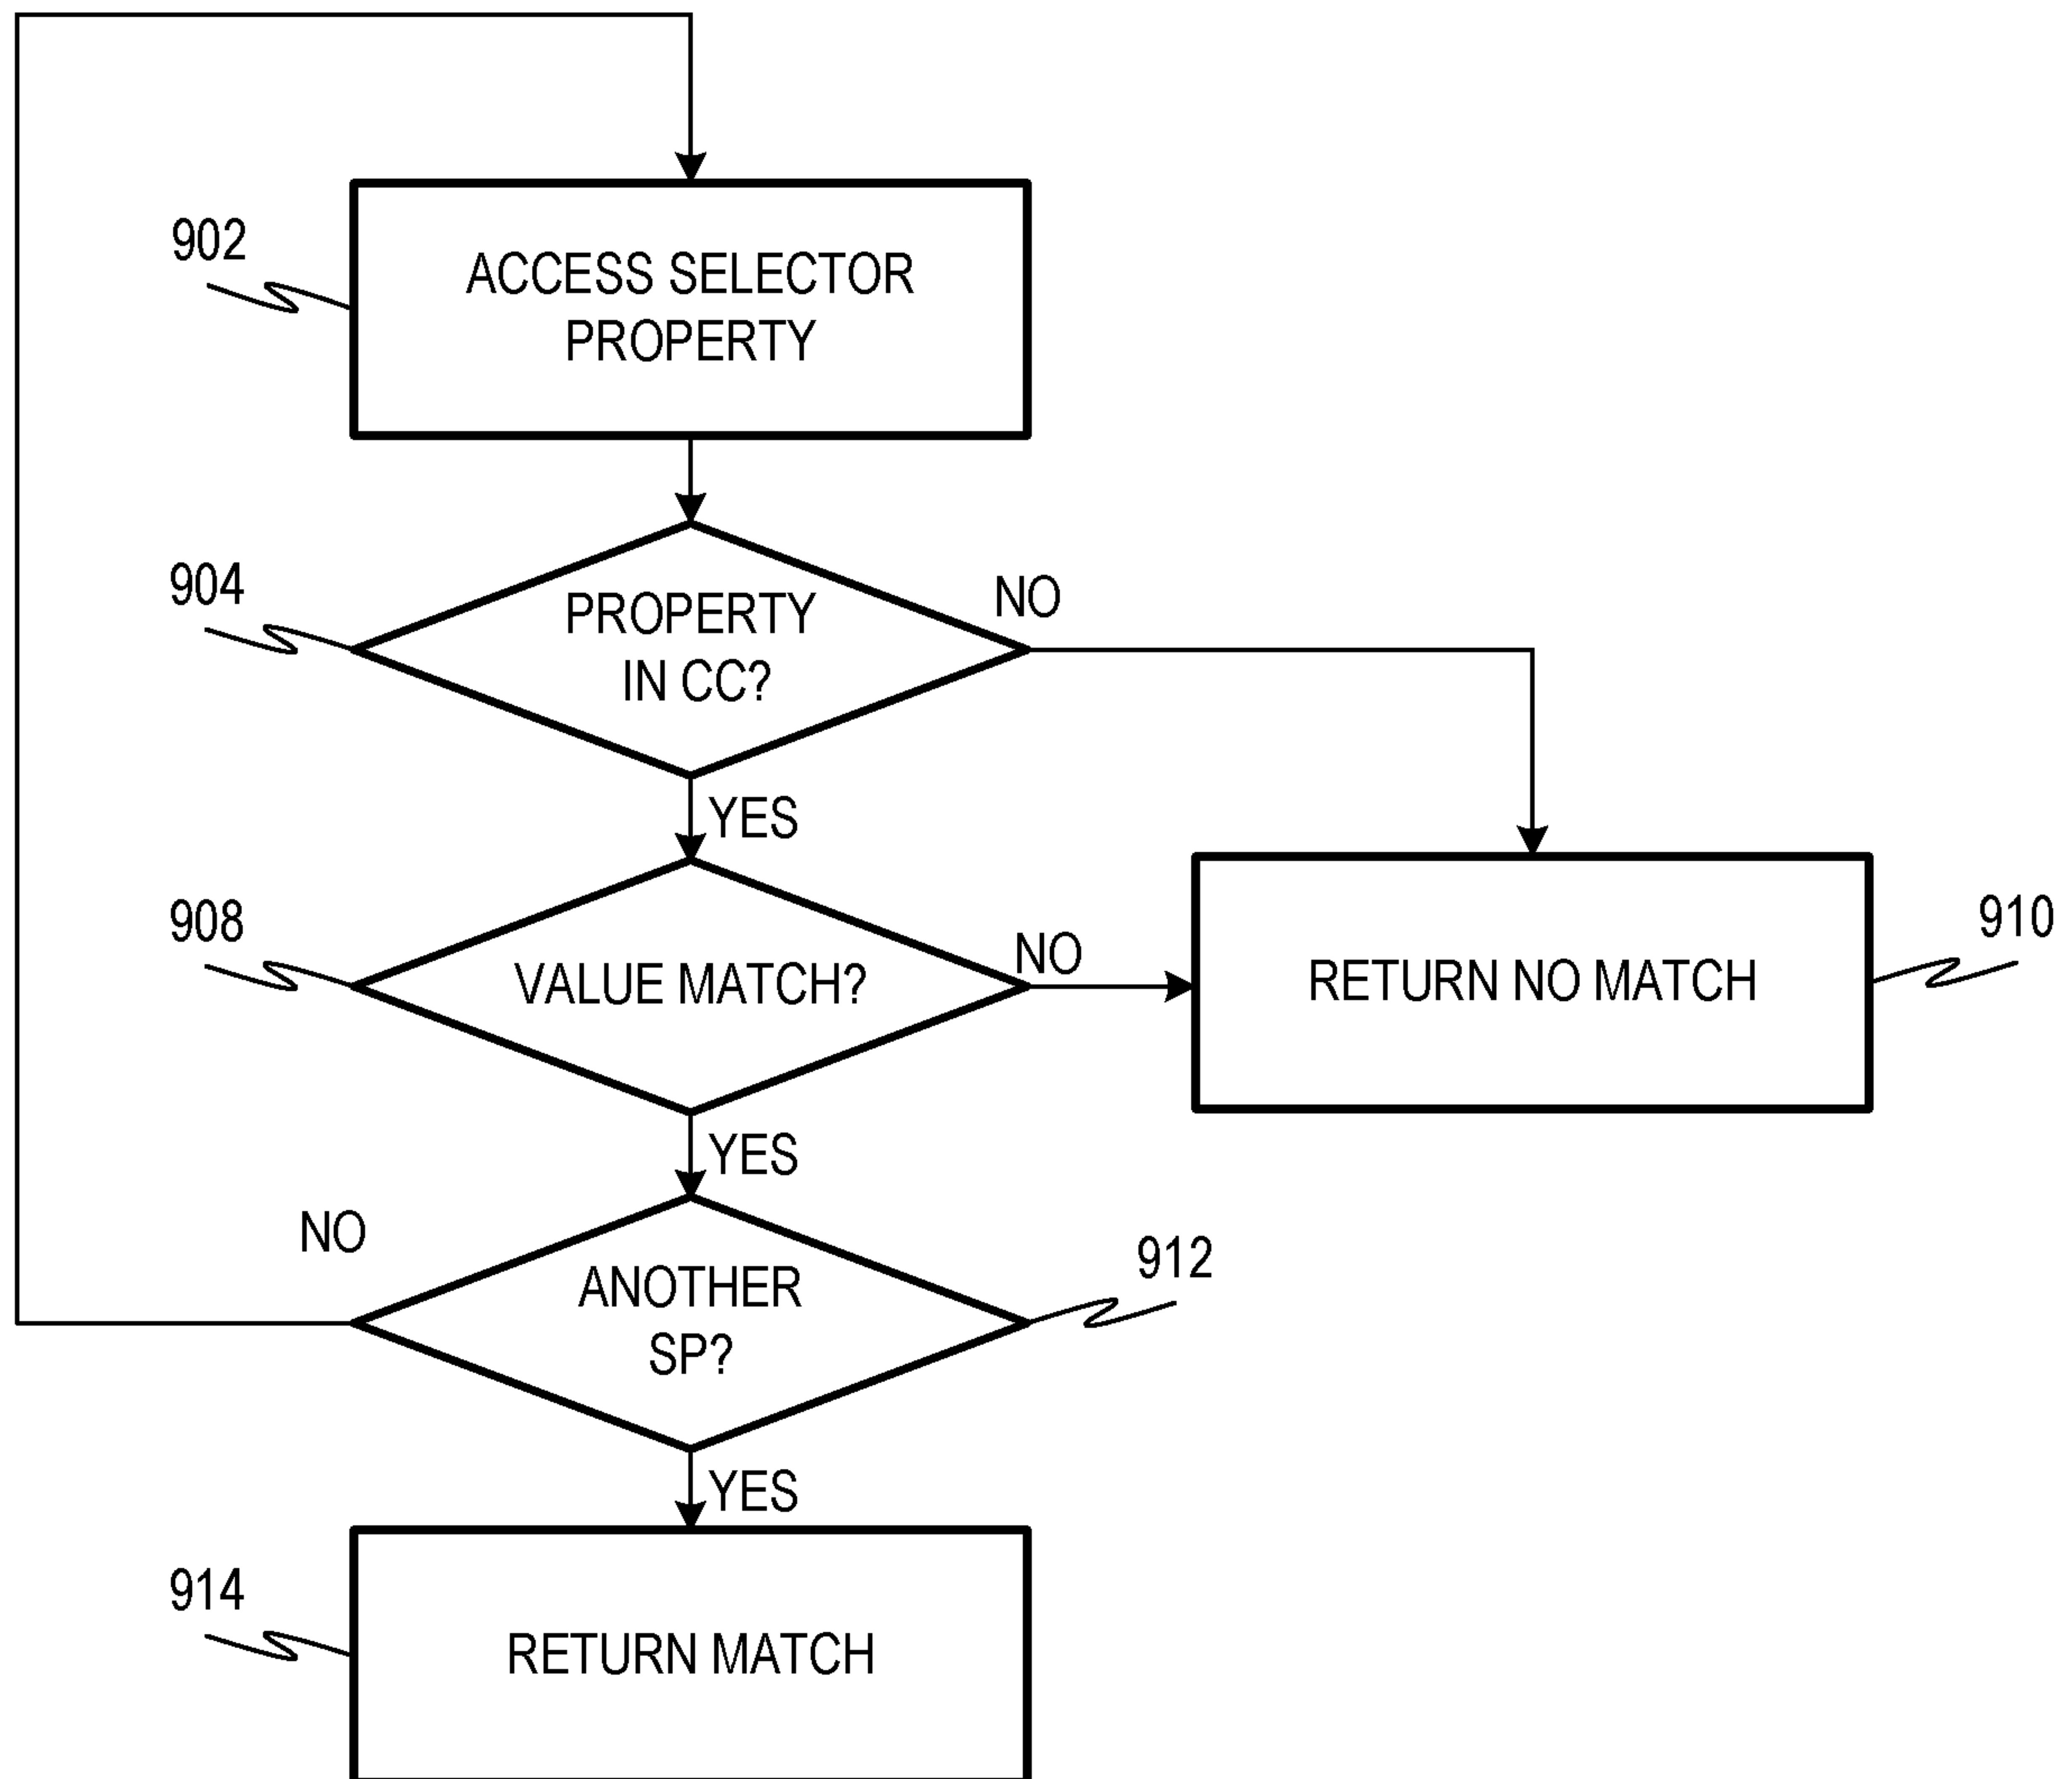 902
ACCESS SELECTOR
PROPERTY
904
PROPERTY
IN CC?
NO
YES
908
VALUE MATCH?
NO
RETURN NO MATCH
910
YES
NO
ANOTHER
SP?
912
YES
914
RETURN MATCH